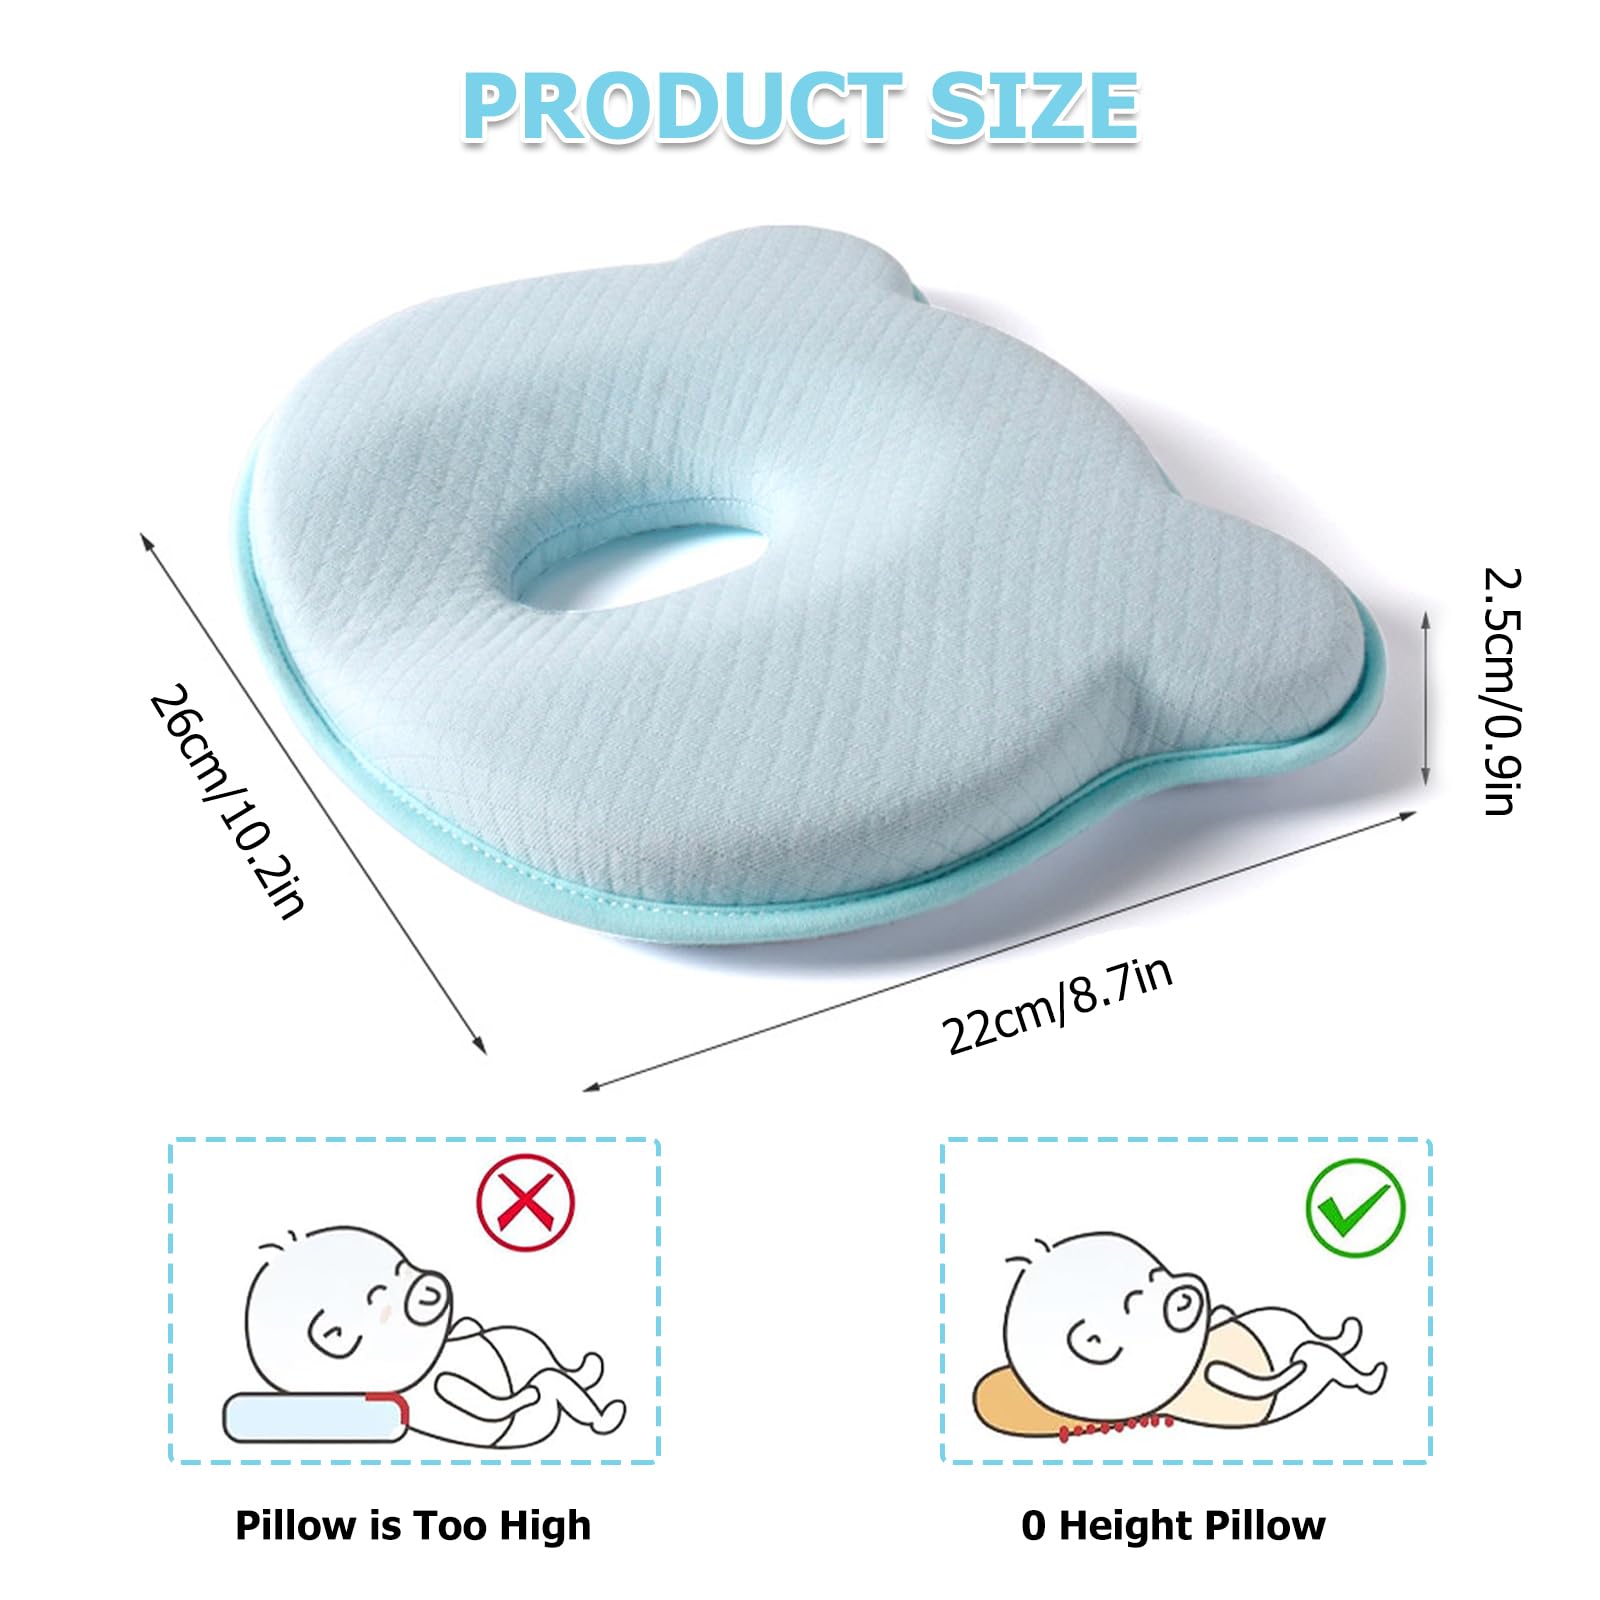 PRODUCT SIZE
2.5cm/0.9in
26cm/10.2in
22cm/8.7in
Pillow is Too High
0 Height Pillow